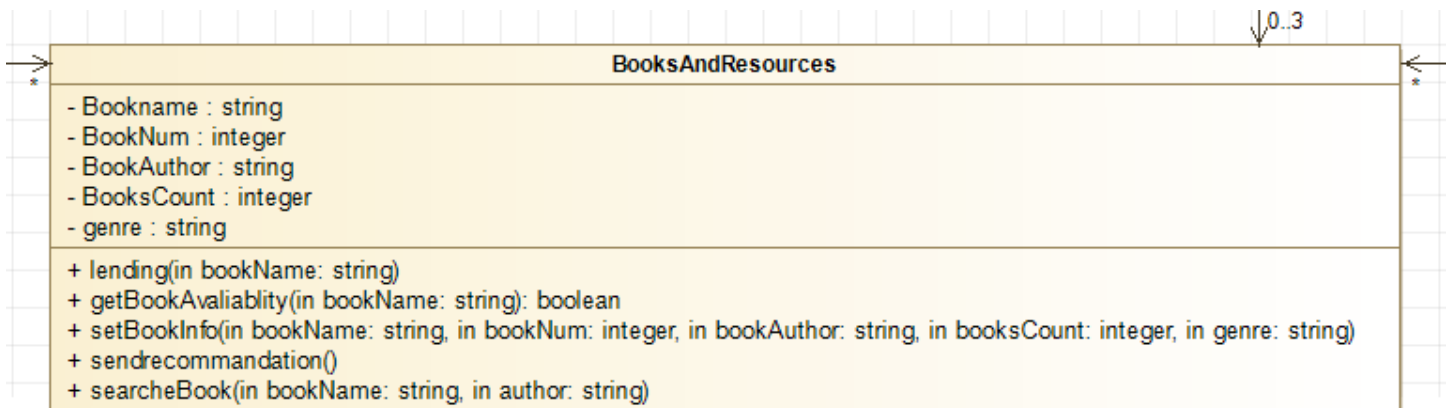 0..3
BooksAndResources
* *
- Bookname : string
- BookNum : integer
- BookAuthor : string
- BooksCount : integer
- genre : string
+ lending(in bookName: string)
+ getBookAvaliablity(in bookName: string): boolean
+ setBookInfo(in bookName: string, in bookNum: integer, in bookAuthor: string, in booksCount: integer, in genre: string)
+ sendrecommandation()
+ searcheBook(in bookName: string, in author: string)